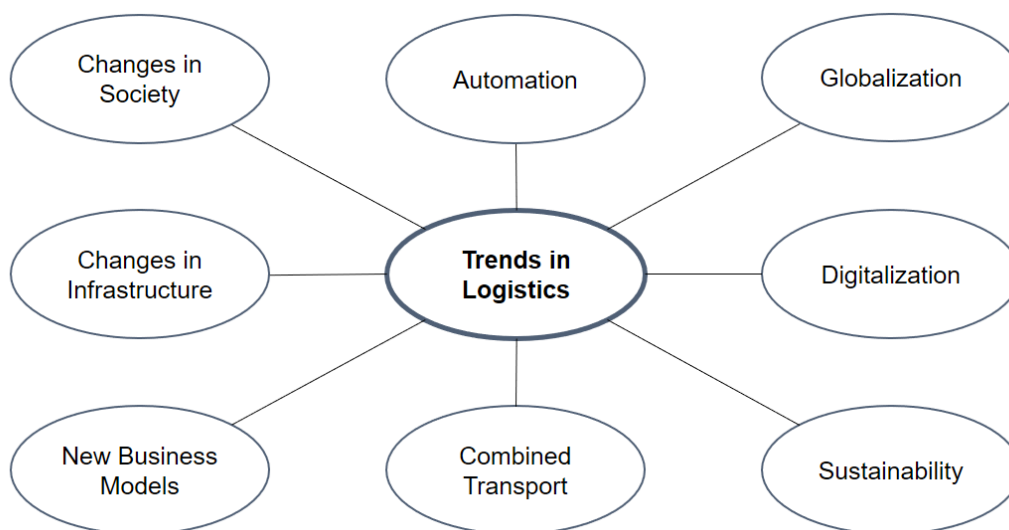 Changes in
Society
Automation
Globalization
Changes in
Infrastructure
Trends in
Logistics
Digitalization
New Business
Models
Combined
Transport
Sustainability